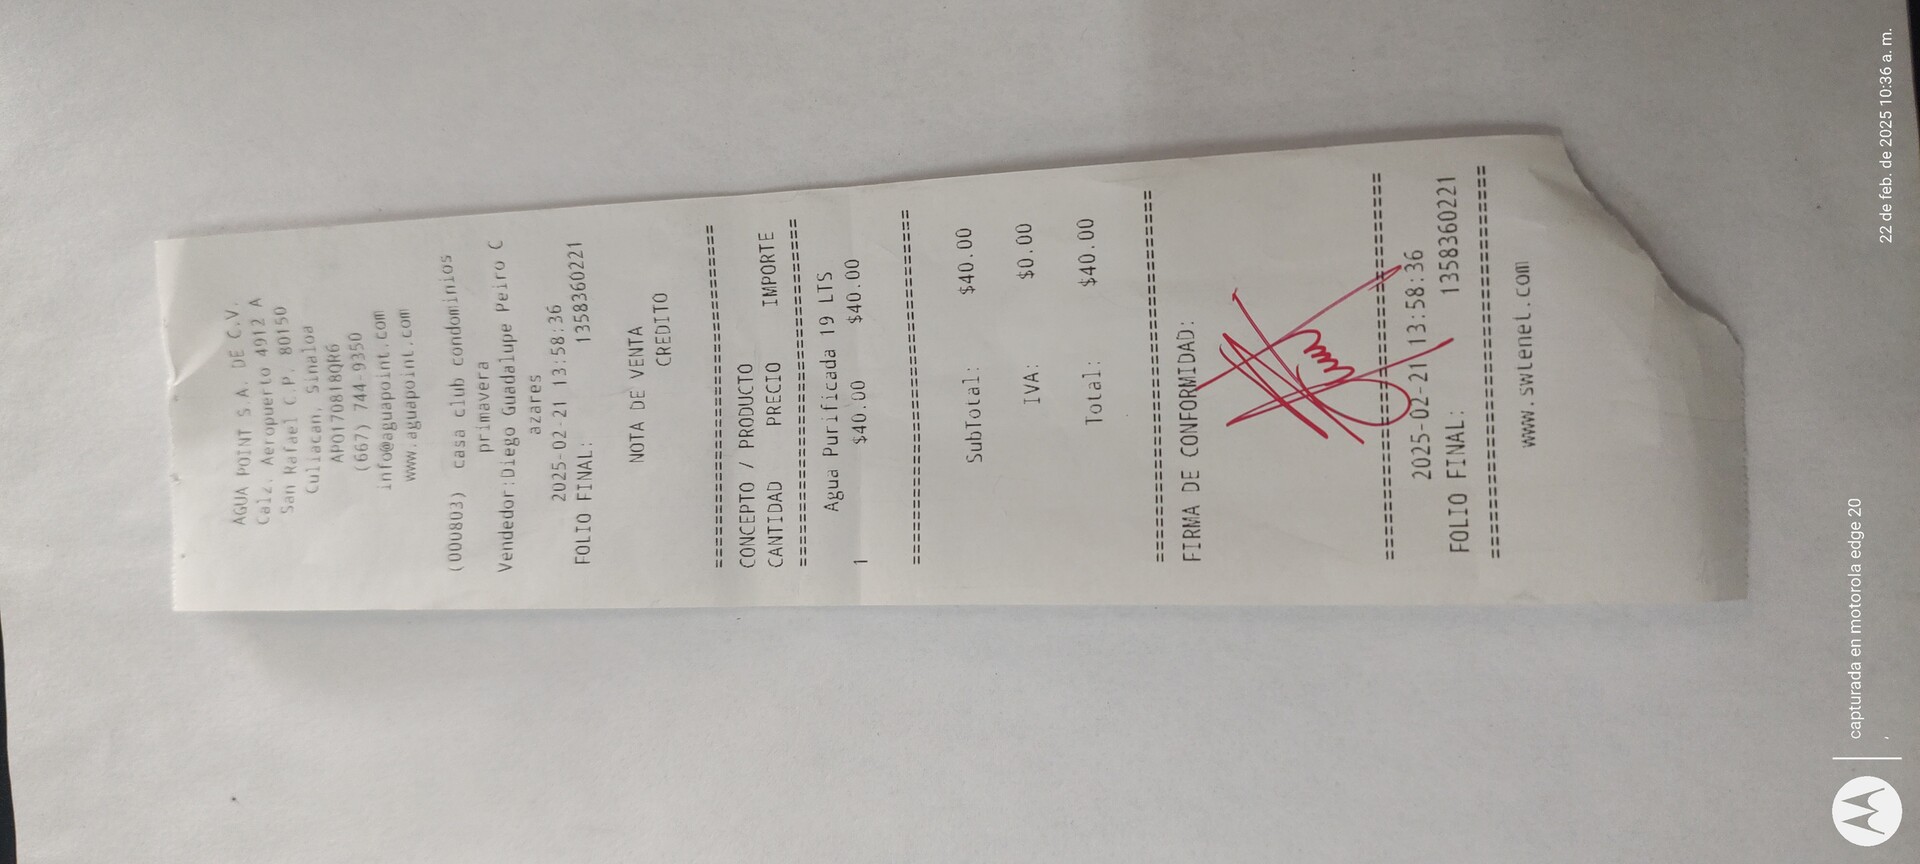 AGUA POINT S.A. DE C.V.
Calz. Aeropuerto 4912 A
San Rafael C.P. 80150
Culiacan, Sinaloa
APO170818QR6
(667) 744-9350
info@aguapoint.com
www.aguapoint.com
(000803) casa club condominios
primavera
Vendedor:Diego Guadalupe Peiro C
azares
2025-02-21 13:58:36
FOLIO FINAL: 1358360221
NOTA DE VENTA
CREDITO
==================================
CONCEPTO / PRODUCTO
CANTIDAD PRECIO IMPORTE
==================================
Agua Purificada 19 LTS
1 $40.00 $40.00
==================================
SubTotal: $40.00
IVA: $0.00
Total: $40.00
==================================
FIRMA DE CONFORMIDAD:
==================================
2025-02-21 13:58:36
FOLIO FINAL: 1358360221
==================================
www.swtenet.com
capturada en motorola edge 20
,
22 de feb. de 2025 10:36 a. m.